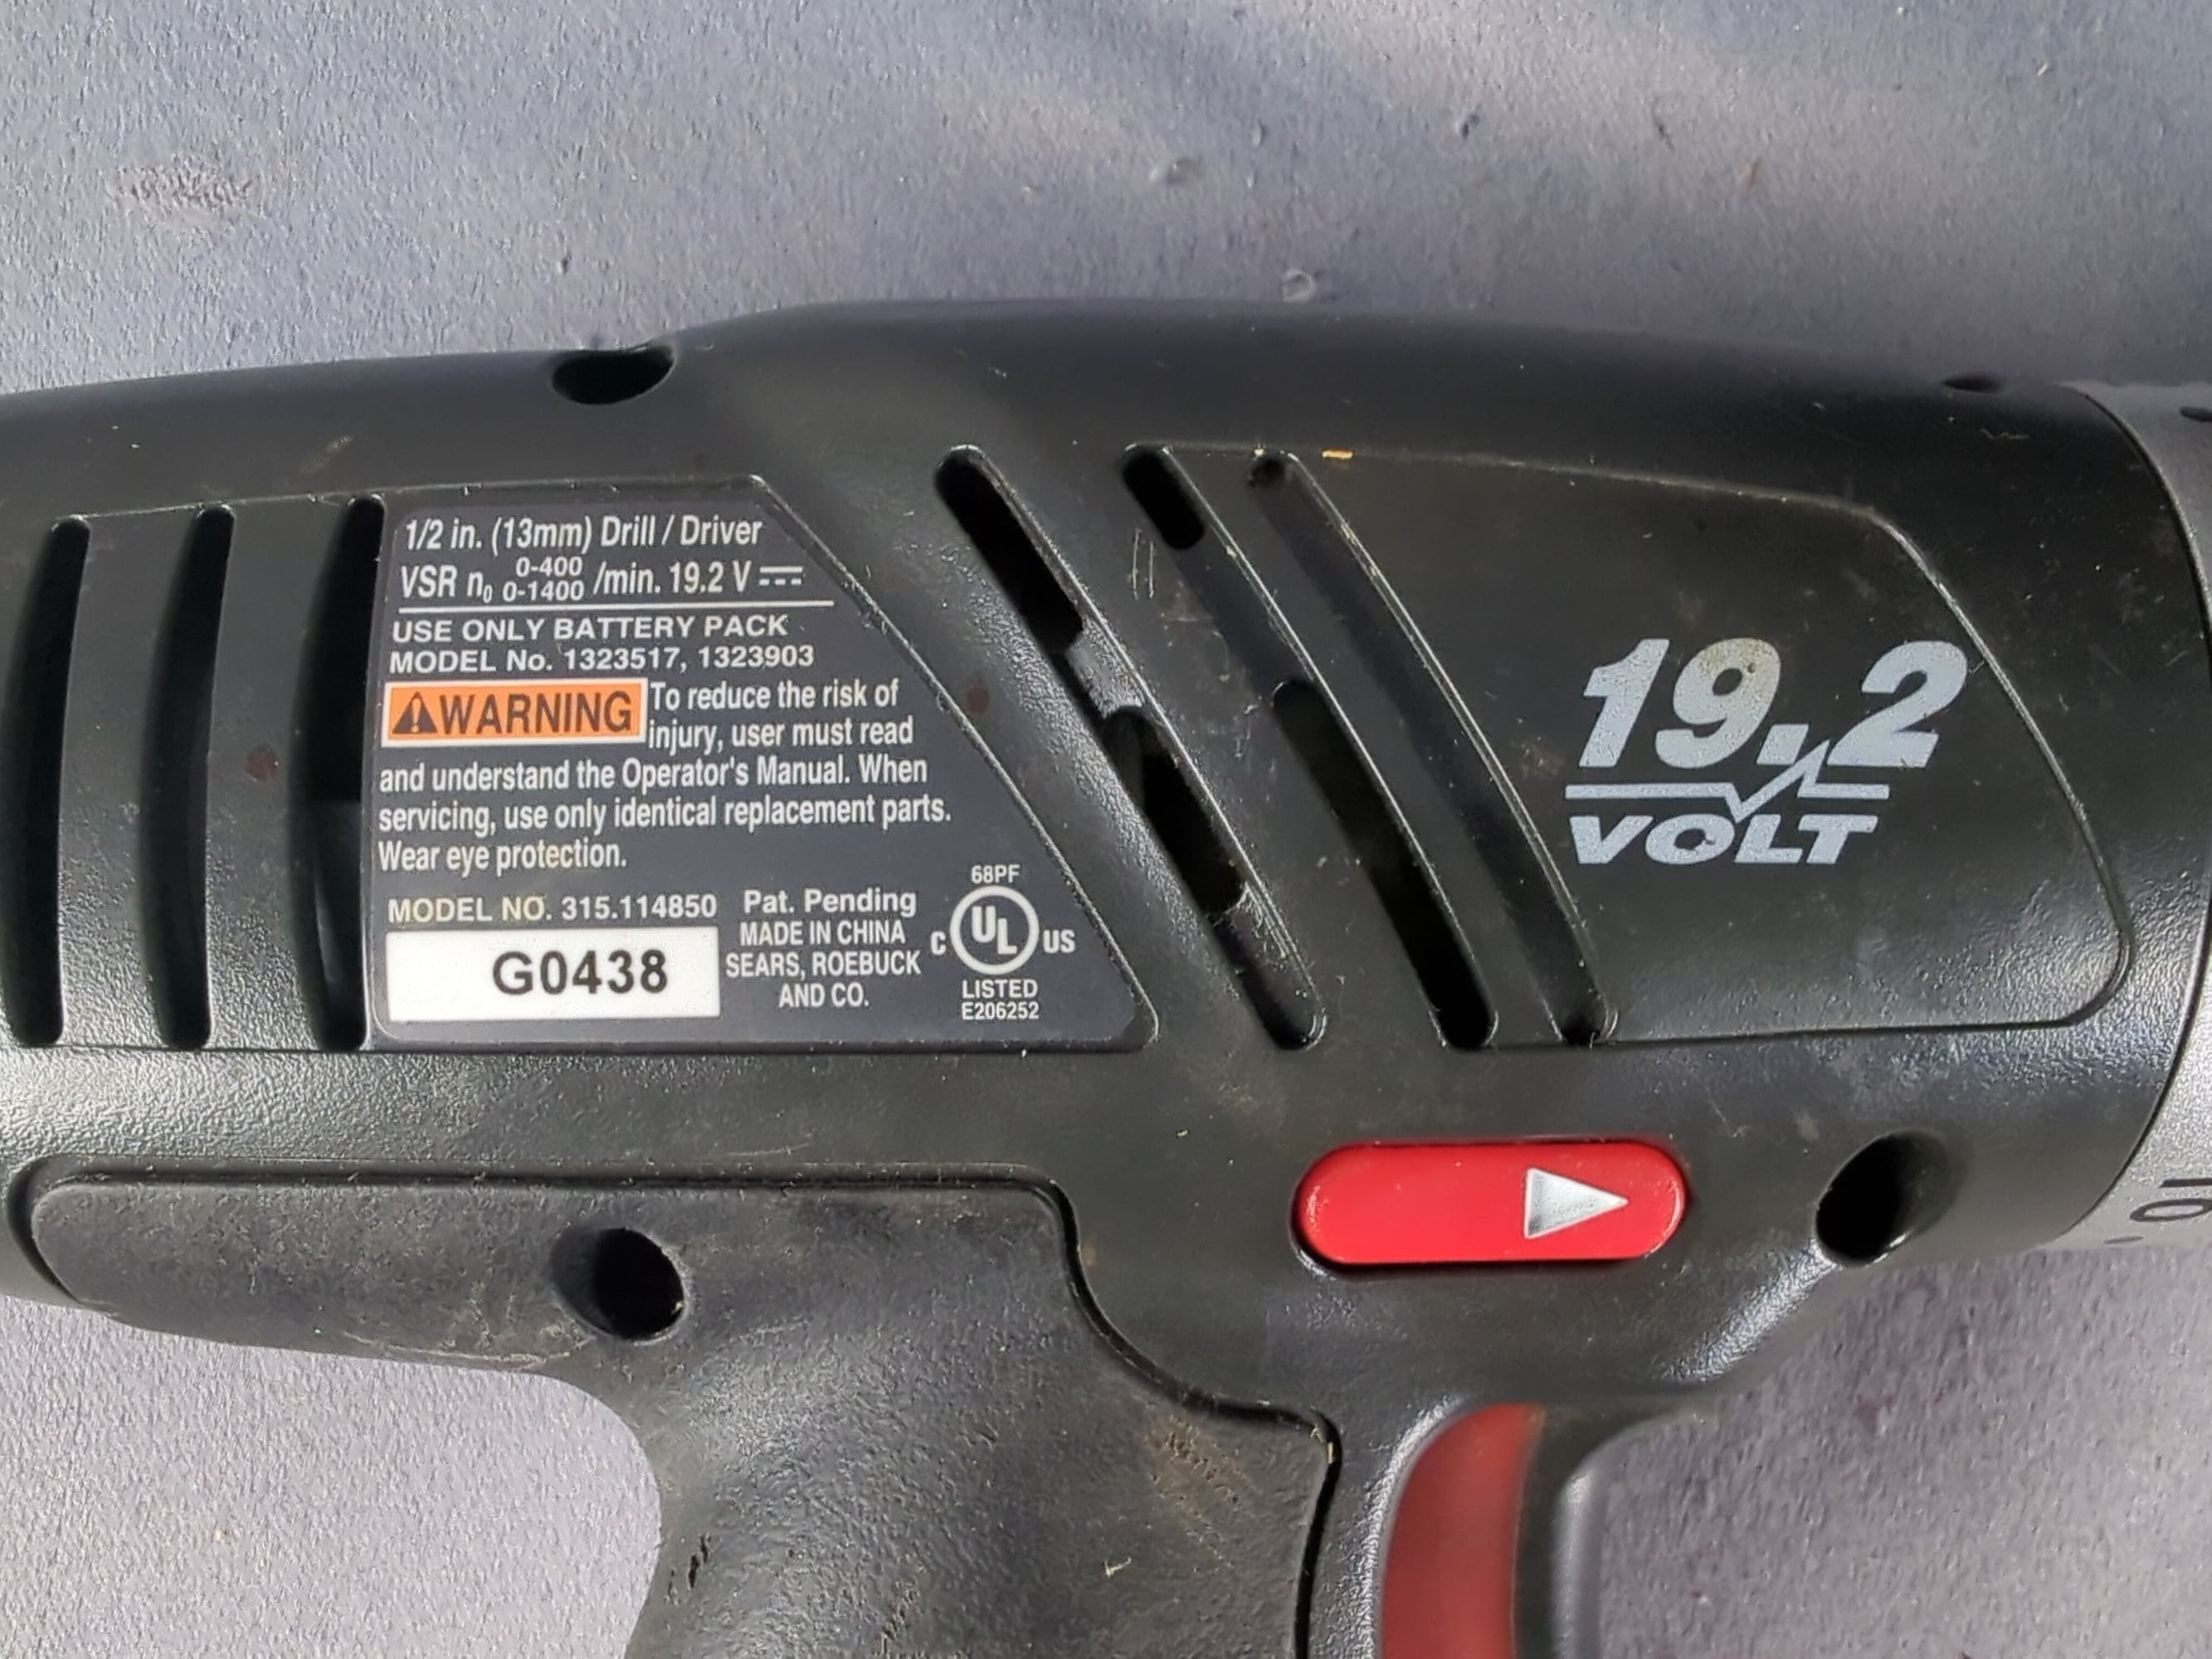 1/2 in. (13mm) Drill / Driver
VSR n₀ 0-400 0-1400 /min. 19.2 V ⎓
USE ONLY BATTERY PACK
MODEL No. 1323517, 1323903
⚠WARNING To reduce the risk of
injury, user must read
and understand the Operator's Manual. When
servicing, use only identical replacement parts.
Wear eye protection.
MODEL NO. 315.114850
G0438
Pat. Pending
MADE IN CHINA
SEARS, ROEBUCK
AND CO.
68PF
C UL US
LISTED
E206252
19.2
VOLT
10